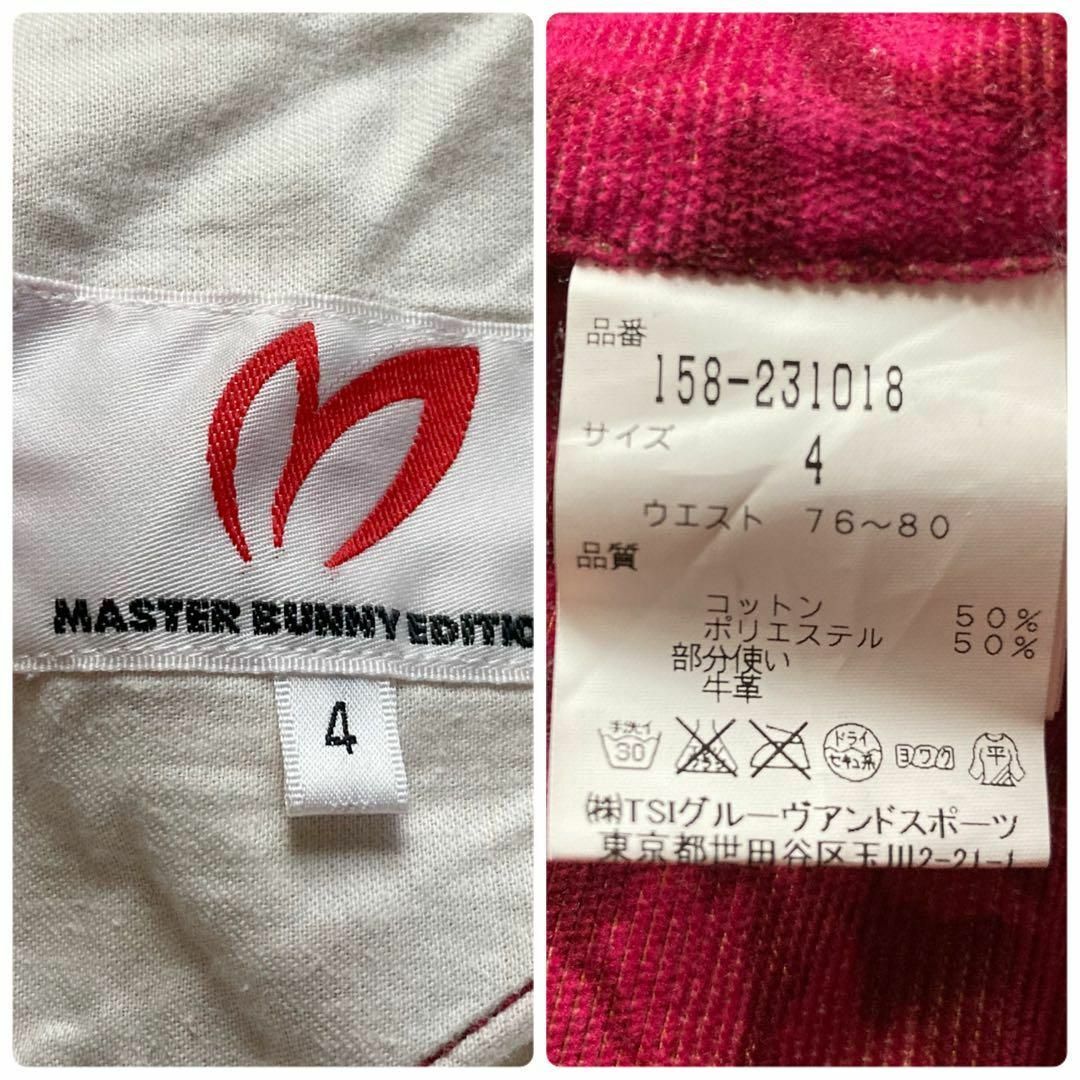 MASTER BUNNY EDITIO
4
品番
158-231018
サイズ
4
ウエスト 76～80
品質
コットン 50%
ポリエステル 50%
部分使い
牛革
手洗イ 30 ドライ セキユ系 ヨワク 平
㈱TSIグルーヴアンドスポーツ
東京都世田谷区玉川2-21-1